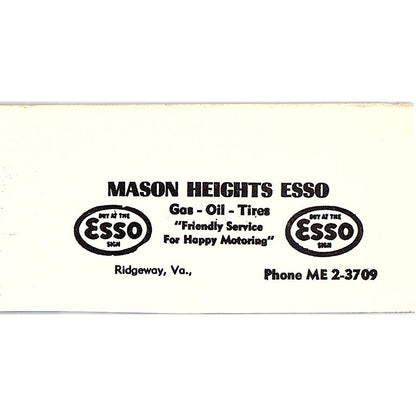 MASON HEIGHTS ESSO
Gas - Oil - Tires
"Friendly Service
For Happy Motoring"
BUY AT THE
Esso
SIGN
BUY AT THE
Esso
SIGN
Ridgeway, Va.,
Phone ME 2-3709